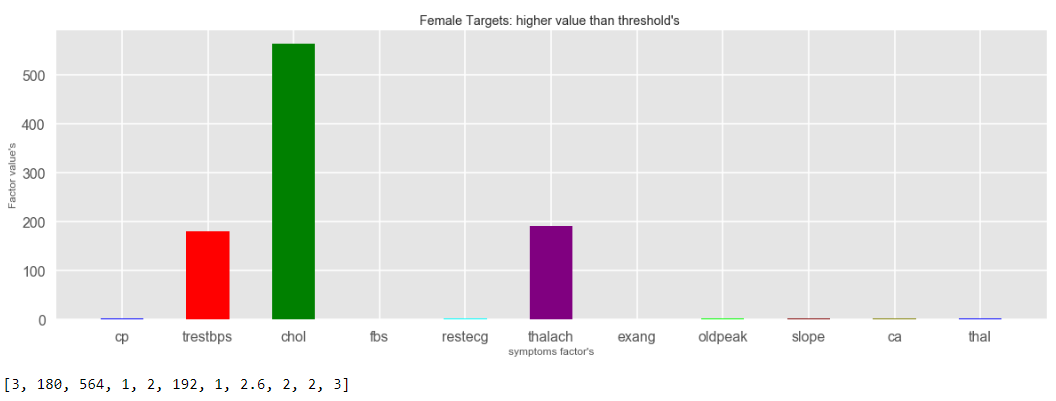 Female Targets: higher value than threshold's
Factor value's
500
400
300
200
100
0
cp trestbps chol fbs restecg thalach exang oldpeak slope ca thal
symptoms factor's
[3, 180, 564, 1, 2, 192, 1, 2.6, 2, 2, 3]